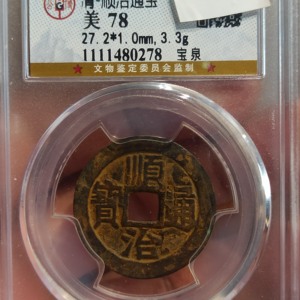 清·顺治通宝
美 78
27.2*1.0mm,3.3g
1111480278 宝泉
★文物鉴定委员会监制★
順
寶 通
治